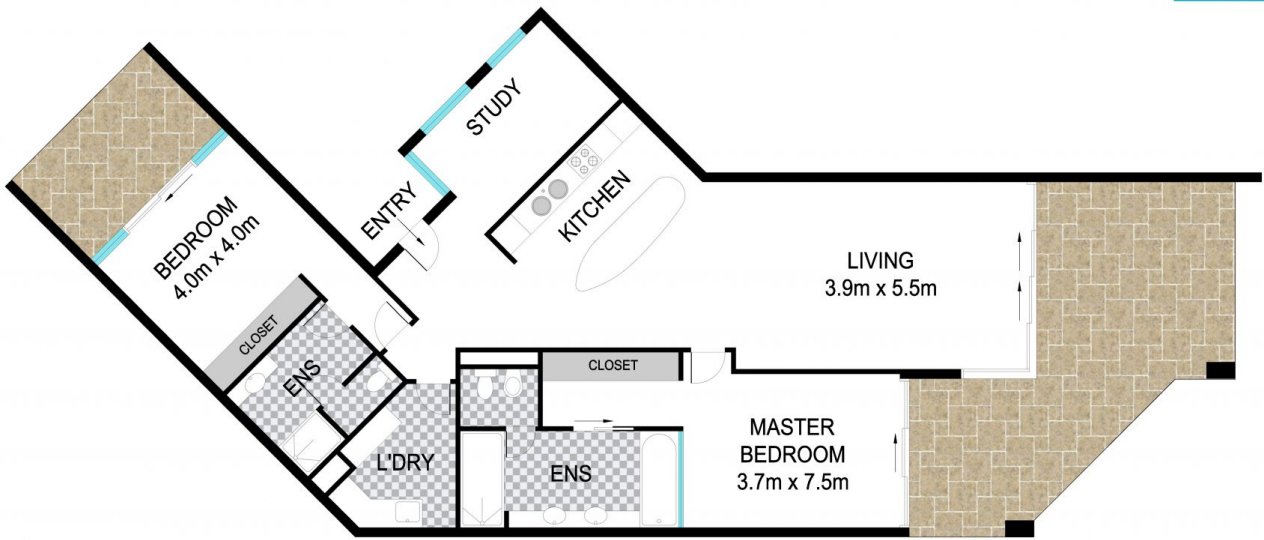 STUDY
ENTRY
KITCHEN
BEDROOM
4.0m x 4.0m
LIVING
3.9m x 5.5m
CLOSET
ENS
CLOSET
L'DRY
ENS
MASTER
BEDROOM
3.7m x 7.5m